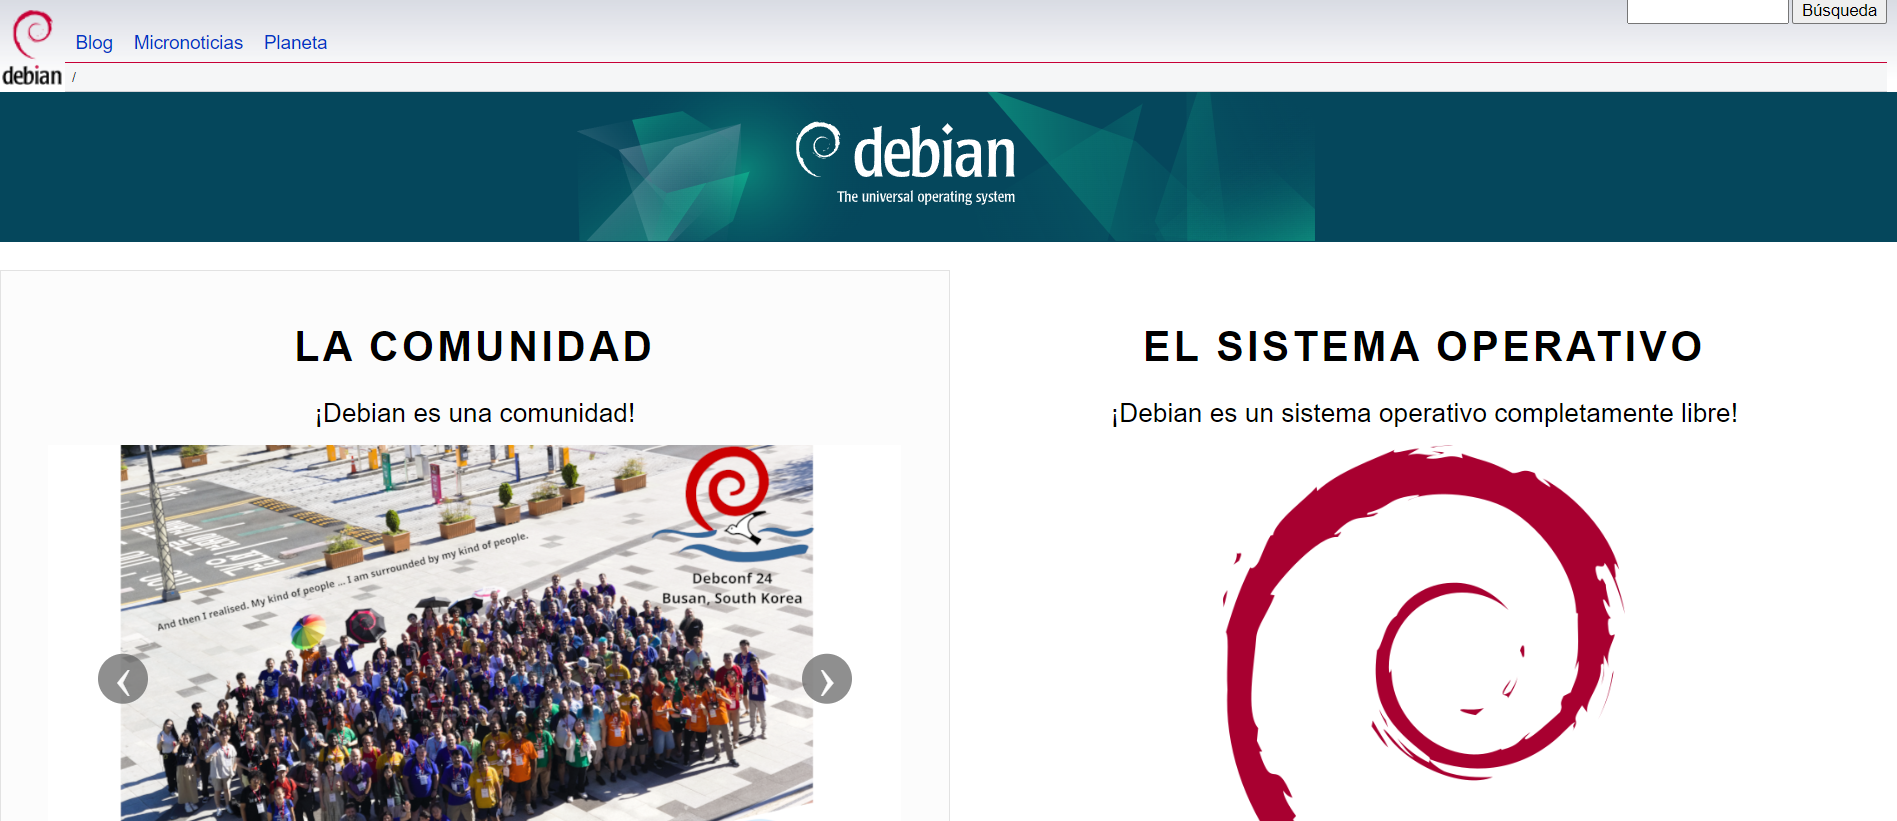 Búsqueda
Blog Micronoticias Planeta
debian /
debian
The universal operating system
LA COMUNIDAD
¡Debian es una comunidad!
And then I realised. My kind of people ... I am surrounded by my kind of people.
Debconf 24
Busan, South Korea
‹ ›
EL SISTEMA OPERATIVO
¡Debian es un sistema operativo completamente libre!